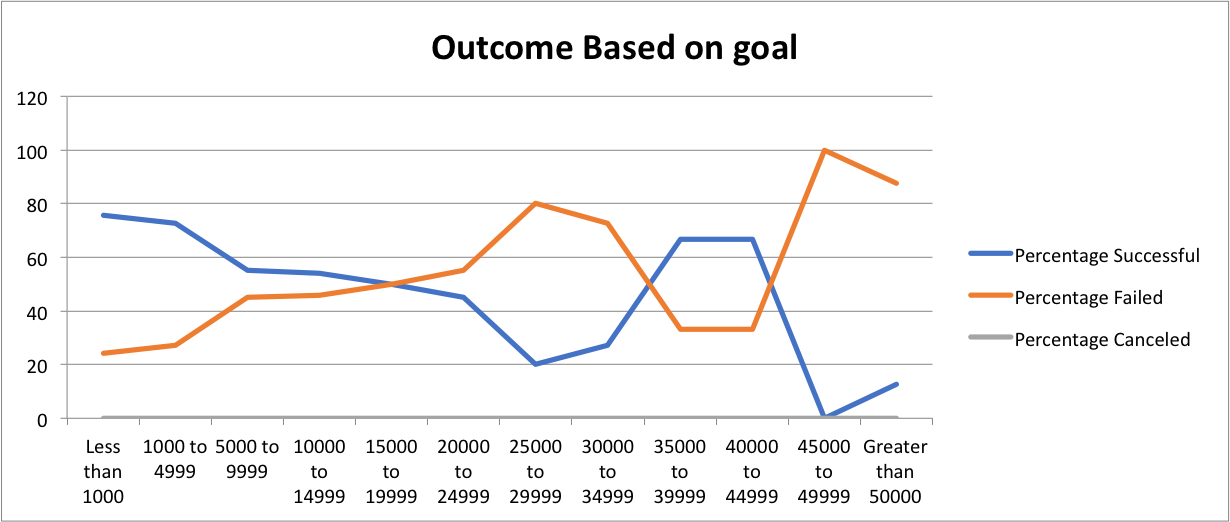 Outcome Based on goal
120
100
80
60
40
20
0
Less than 1000
1000 to 4999
5000 to 9999
10000 to 14999
15000 to 19999
20000 to 24999
25000 to 29999
30000 to 34999
35000 to 39999
40000 to 44999
45000 to 49999
Greater than 50000
Percentage Successful
Percentage Failed
Percentage Canceled